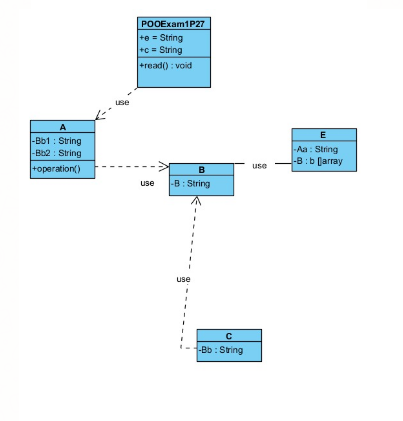 POOExam1P27
+e = String
+c = String
+read() : void
use
A
-Bb1 : String
-Bb2 : String
+operation()
use
B
-B : String
use
E
-Aa : String
-B : b []array
use
C
-Bb : String